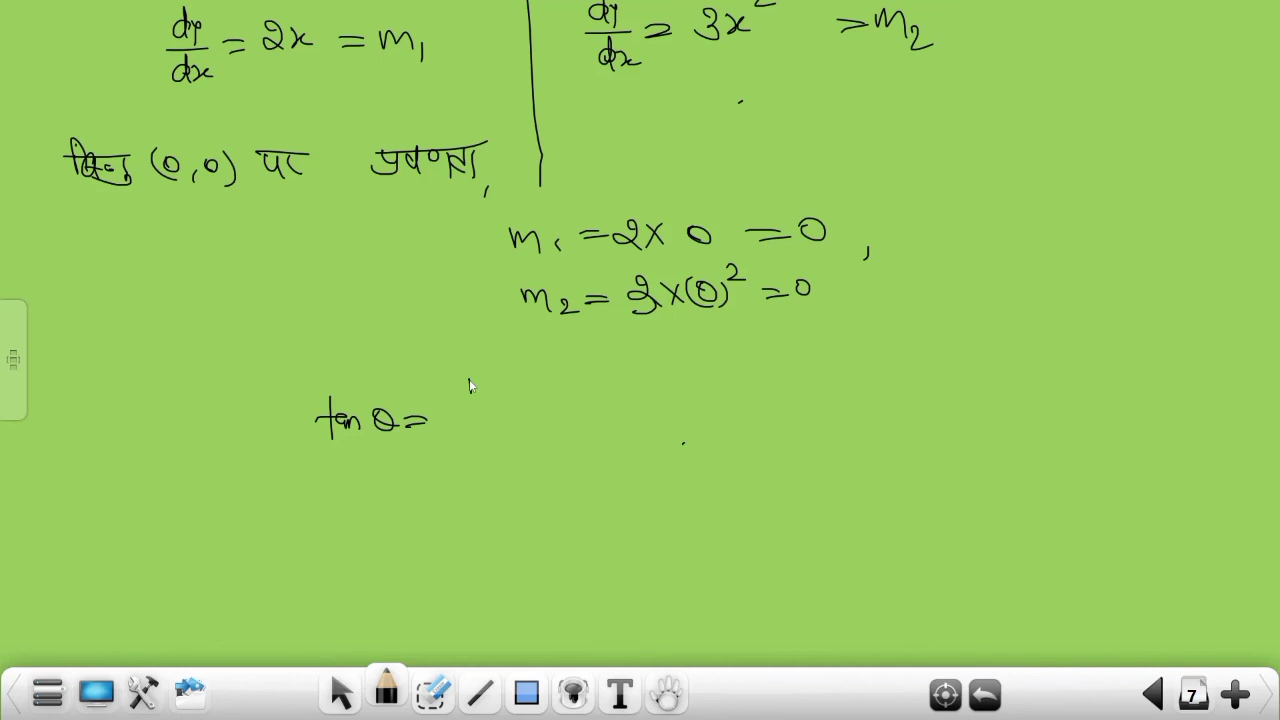 dy/dx = 2x = m₁
dy/dx = 3x² = m₂
बिन्दु (0,0) पर प्रवणता,
m₁ = 2 × 0 = 0 ,
m₂ = 3 × (0)² = 0
tan θ =
T
7